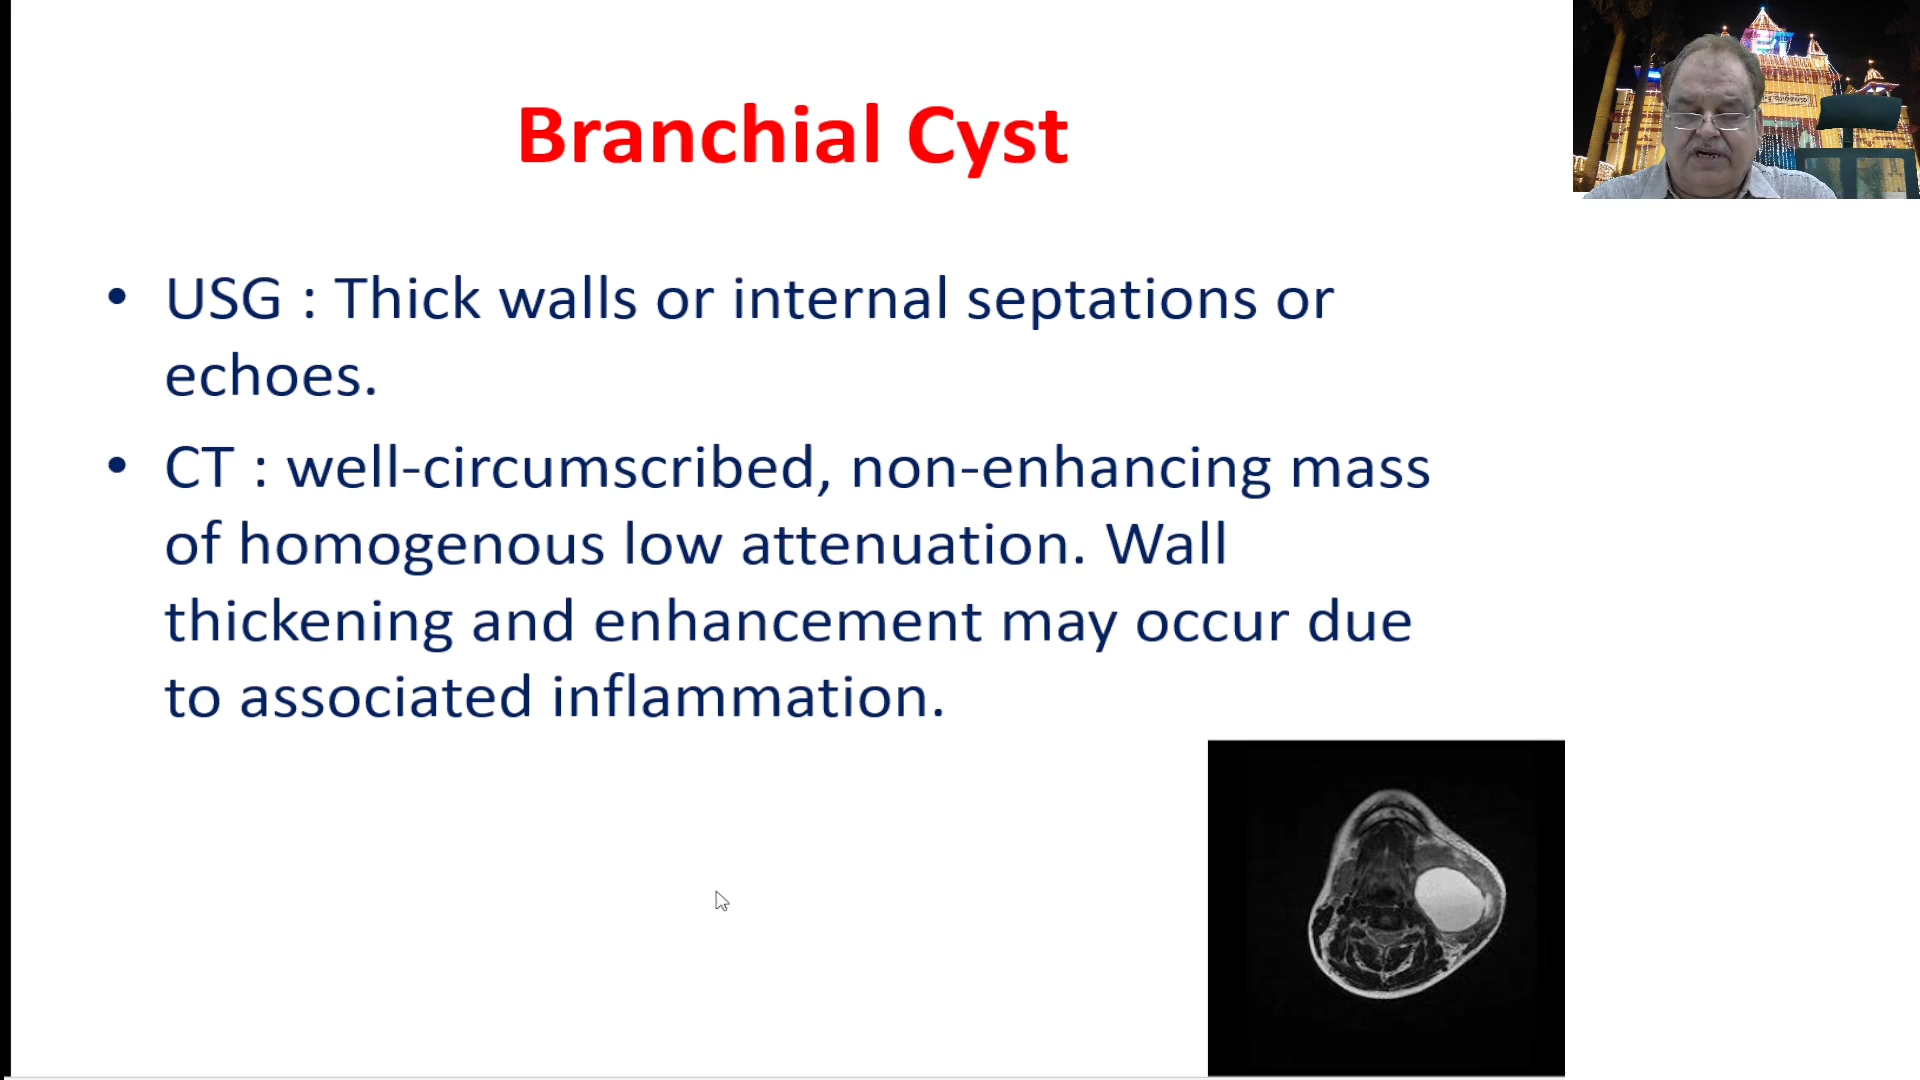 Branchial Cyst
• USG : Thick walls or internal septations or
echoes.
• CT : well-circumscribed, non-enhancing mass
of homogenous low attenuation. Wall
thickening and enhancement may occur due
to associated inflammation.